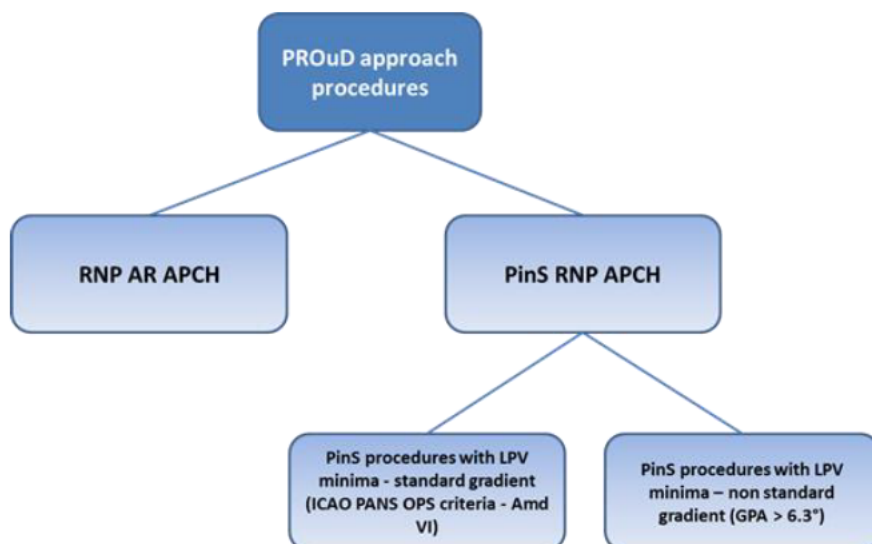 PROuD approach
procedures
RNP AR APCH
PinS RNP APCH
PinS procedures with LPV
minima - standard gradient
(ICAO PANS OPS criteria - Amd
VI)
PinS procedures with LPV
minima – non standard
gradient (GPA > 6.3°)